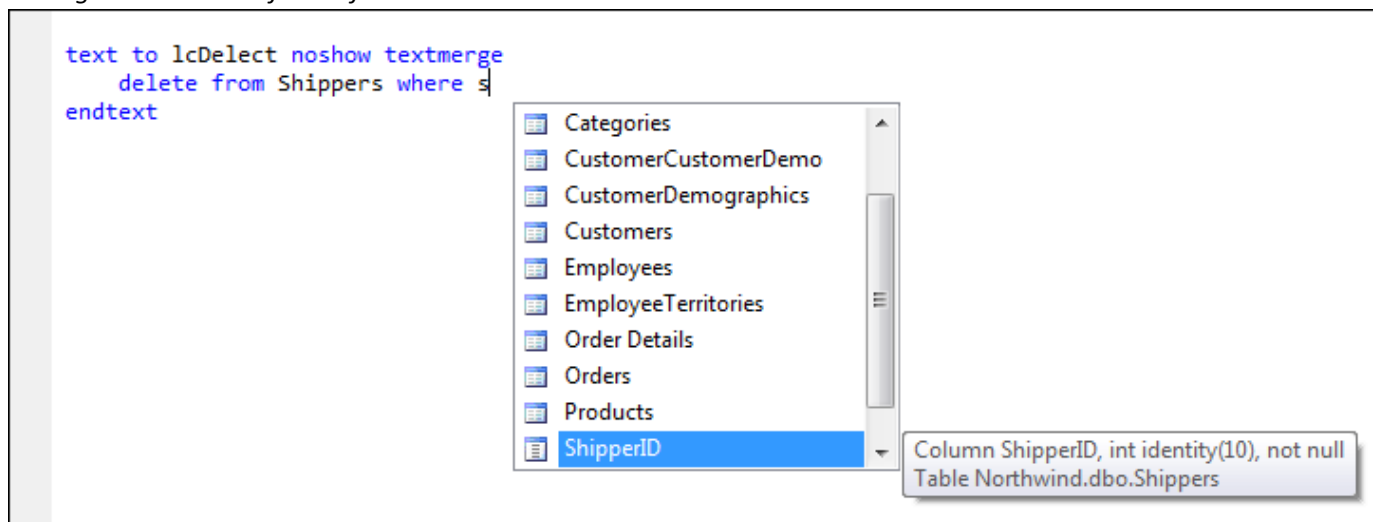 text to lcDelect noshow textmerge
delete from Shippers where s
endtext
Categories
CustomerCustomerDemo
CustomerDemographics
Customers
Employees
EmployeeTerritories
Order Details
Orders
Products
ShipperID
Column ShipperID, int identity(10), not null
Table Northwind.dbo.Shippers